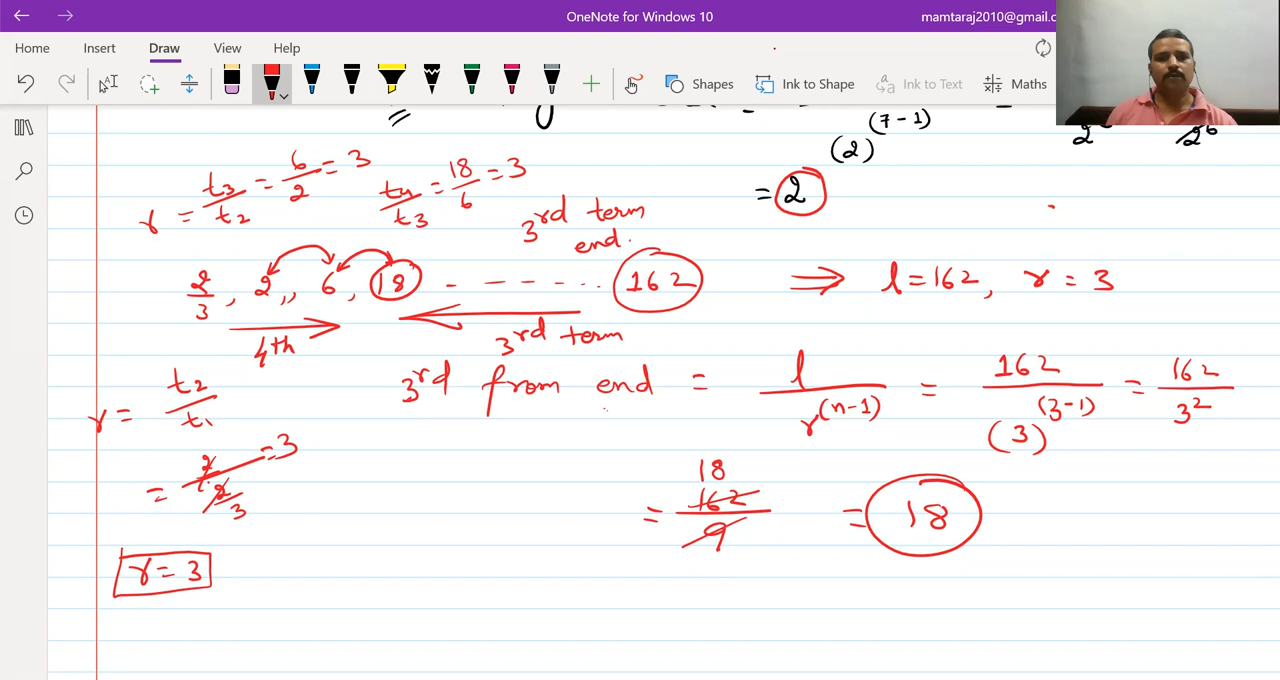 OneNote for Windows 10
mamtaraj2010@gmail.c
Home Insert Draw View Help
Shapes Ink to Shape Ink to Text Maths
(2)^(7-1)
2^6
= 2
r = t3/t2 = 6/2 = 3 t4/t3 = 18/6 = 3
3rd term
end.
2/3, 2, 6, 18 - - - - - - ... 162 ⇒ l = 162, r = 3
4th
3rd term
r = t2/t1
3rd from end = l/r^(n-1) = 162/(3)^(3-1) = 162/3^2
= 2/(2/3) = 3
= 162/9 18 = 18
r = 3